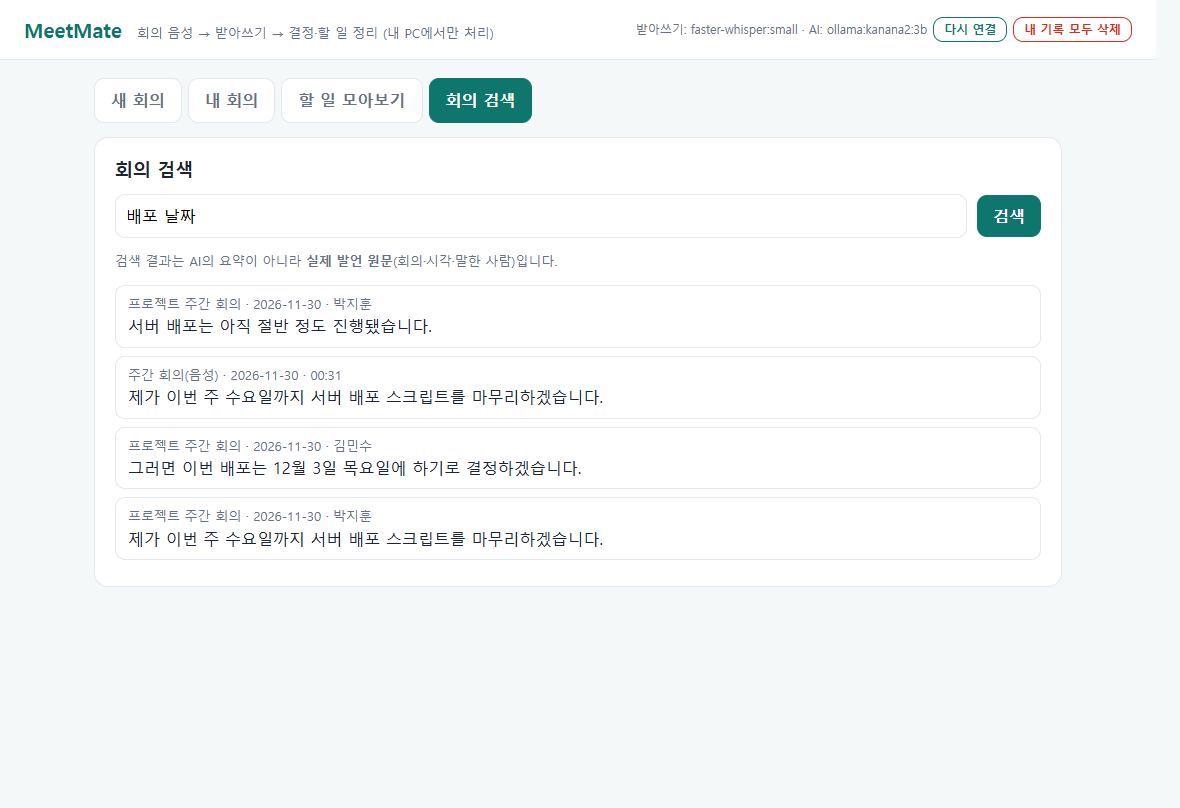 MeetMate 회의 음성 → 받아쓰기 → 결정·할 일 정리 (내 PC에서만 처리) 받아쓰기: faster-whisper:small · AI: ollama:kanana2:3b 다시 연결 내 기록 모두 삭제
새 회의 내 회의 할 일 모아보기 회의 검색
회의 검색
배포 날짜 검색
검색 결과는 AI의 요약이 아니라 실제 발언 원문(회의·시각·말한 사람)입니다.
프로젝트 주간 회의 · 2026-11-30 · 박지훈
서버 배포는 아직 절반 정도 진행됐습니다.
주간 회의(음성) · 2026-11-30 · 00:31
제가 이번 주 수요일까지 서버 배포 스크립트를 마무리하겠습니다.
프로젝트 주간 회의 · 2026-11-30 · 김민수
그러면 이번 배포는 12월 3일 목요일에 하기로 결정하겠습니다.
프로젝트 주간 회의 · 2026-11-30 · 박지훈
제가 이번 주 수요일까지 서버 배포 스크립트를 마무리하겠습니다.